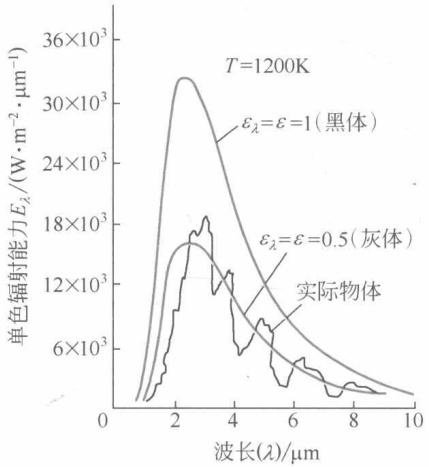 36×10³
30×10³
24×10³
18×10³
12×10³
6×10³
单色辐射能力E_λ/(W·m⁻²·μm⁻¹)
T=1200K
ε_λ=ε=1(黑体)
ε_λ=ε=0.5(灰体)
实际物体
0 2 4 6 8 10
波长(λ)/μm